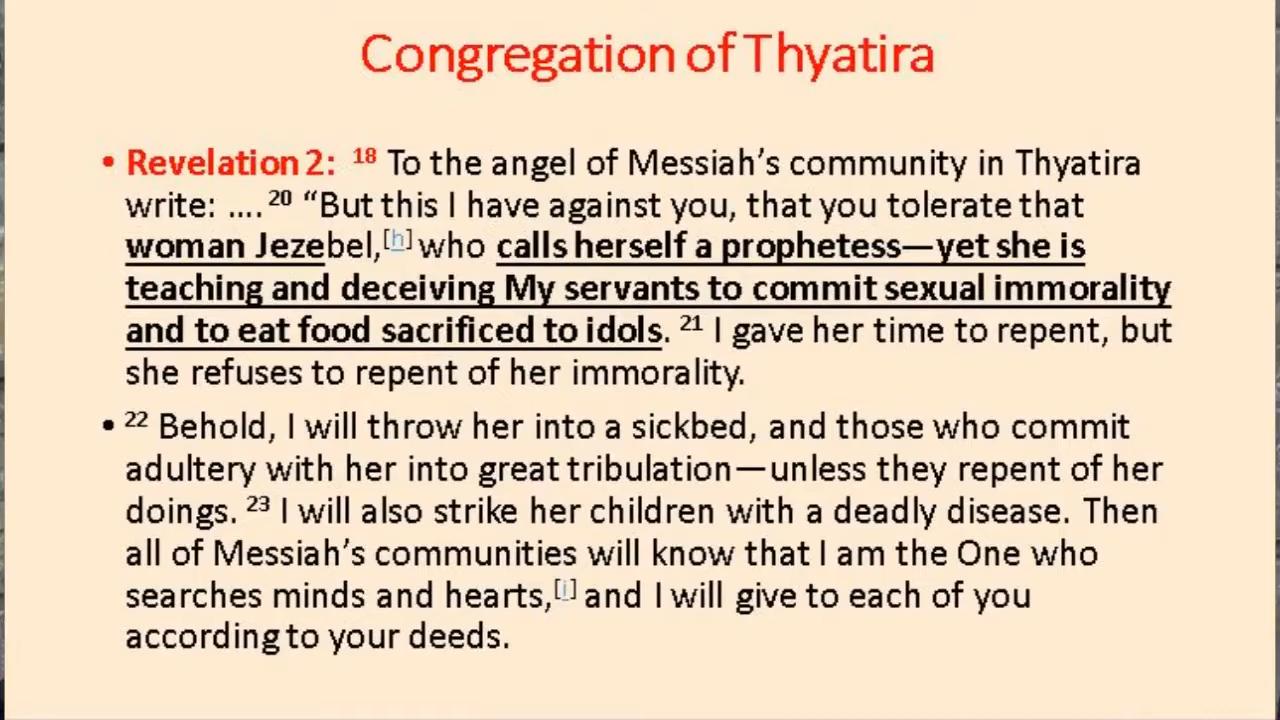 Congregation of Thyatira
• Revelation 2: 18 To the angel of Messiah’s community in Thyatira
write: .... 20 “But this I have against you, that you tolerate that
woman Jezebel,[h] who calls herself a prophetess—yet she is
teaching and deceiving My servants to commit sexual immorality
and to eat food sacrificed to idols. 21 I gave her time to repent, but
she refuses to repent of her immorality.
• 22 Behold, I will throw her into a sickbed, and those who commit
adultery with her into great tribulation—unless they repent of her
doings. 23 I will also strike her children with a deadly disease. Then
all of Messiah’s communities will know that I am the One who
searches minds and hearts,[i] and I will give to each of you
according to your deeds.